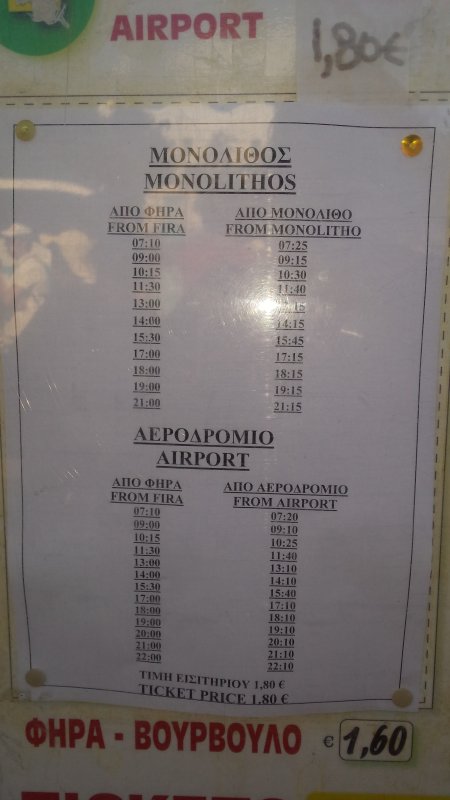 AIRPORT 1,80€
ΜΟΝΟΛΙΘΟΣ
MONOLITHOS
ΑΠΟ ΦΗΡΑ ΑΠΟ ΜΟΝΟΛΙΘΟ
FROM FIRA FROM MONOLITHO
07:10 07:25
09:00 09:15
10:15 10:30
11:30 11:40
13:00
14:00 14:15
15:30 15:45
17:00 17:15
18:00 18:15
19:00 19:15
21:00 21:15
ΑΕΡΟΔΡΟΜΙΟ
AIRPORT
ΑΠΟ ΦΗΡΑ ΑΠΟ ΑΕΡΟΔΡΟΜΙΟ
FROM FIRA FROM AIRPORT
07:10 07:20
09:00 09:10
10:15 10:25
11:30 11:40
13:00 13:10
14:00 14:10
15:30 15:40
17:00 17:10
18:00 18:10
19:00 19:10
20:00 20:10
21:00 21:10
22:00 22:10
ΤΙΜΗ ΕΙΣΙΤΗΡΙΟΥ 1,80 €
TICKET PRICE 1.80 €
ΦΗΡΑ - ΒΟΥΡΒΟΥΛΟ € 1,60